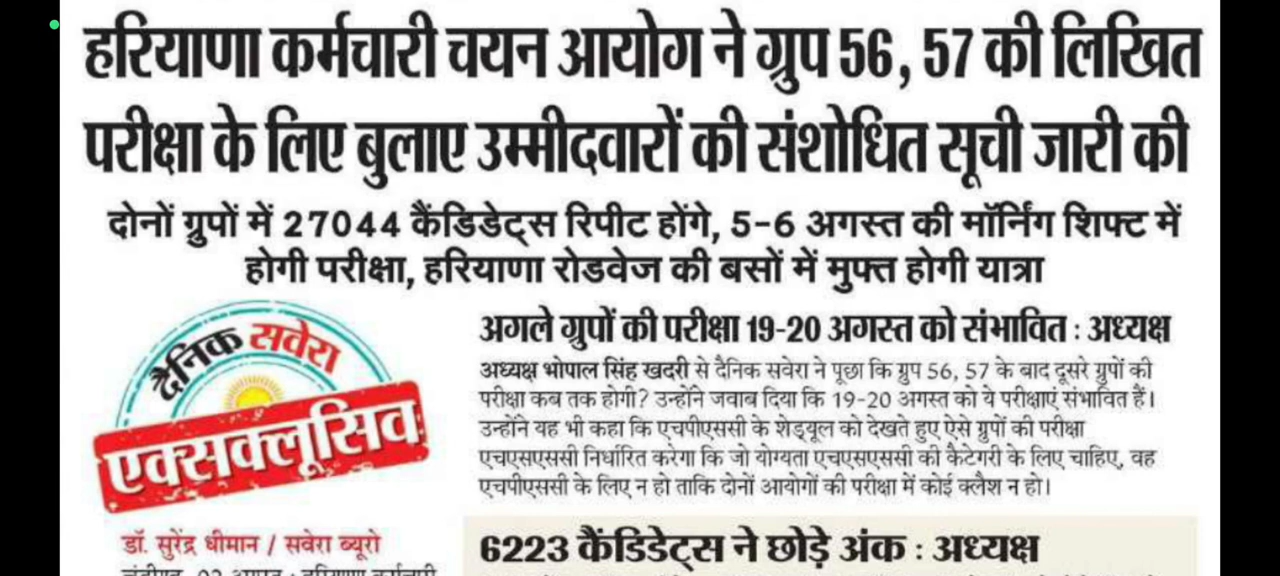 हरियाणा कर्मचारी चयन आयोग ने ग्रुप 56, 57 की लिखित
परीक्षा के लिए बुलाए उम्मीदवारों की संशोधित सूची जारी की
दोनों ग्रुपों में 27044 कैंडिडेट्स रिपीट होंगे, 5-6 अगस्त की मॉर्निंग शिफ्ट में
होगी परीक्षा, हरियाणा रोडवेज की बसों में मुफ्त होगी यात्रा
दैनिक सवेरा
एक्सक्लूसिव
डॉ. सुरेंद्र धीमान / सवेरा ब्यूरो
अगले ग्रुपों की परीक्षा 19-20 अगस्त को संभावित : अध्यक्ष
अध्यक्ष भोपाल सिंह खदरी से दैनिक सवेरा ने पूछा कि ग्रुप 56, 57 के बाद दूसरे ग्रुपों की
परीक्षा कब तक होगी? उन्होंने जवाब दिया कि 19-20 अगस्त को ये परीक्षाएं संभावित हैं।
उन्होंने यह भी कहा कि एचपीएससी के शेड्यूल को देखते हुए ऐसे ग्रुपों की परीक्षा
एचएसएससी निर्धारित करेगा कि जो योग्यता एचएसएससी की कैटेगरी के लिए चाहिए, वह
एचपीएससी के लिए न हो ताकि दोनों आयोगों की परीक्षा में कोई क्लैश न हो।
6223 कैंडिडेट्स ने छोड़े अंक : अध्यक्ष